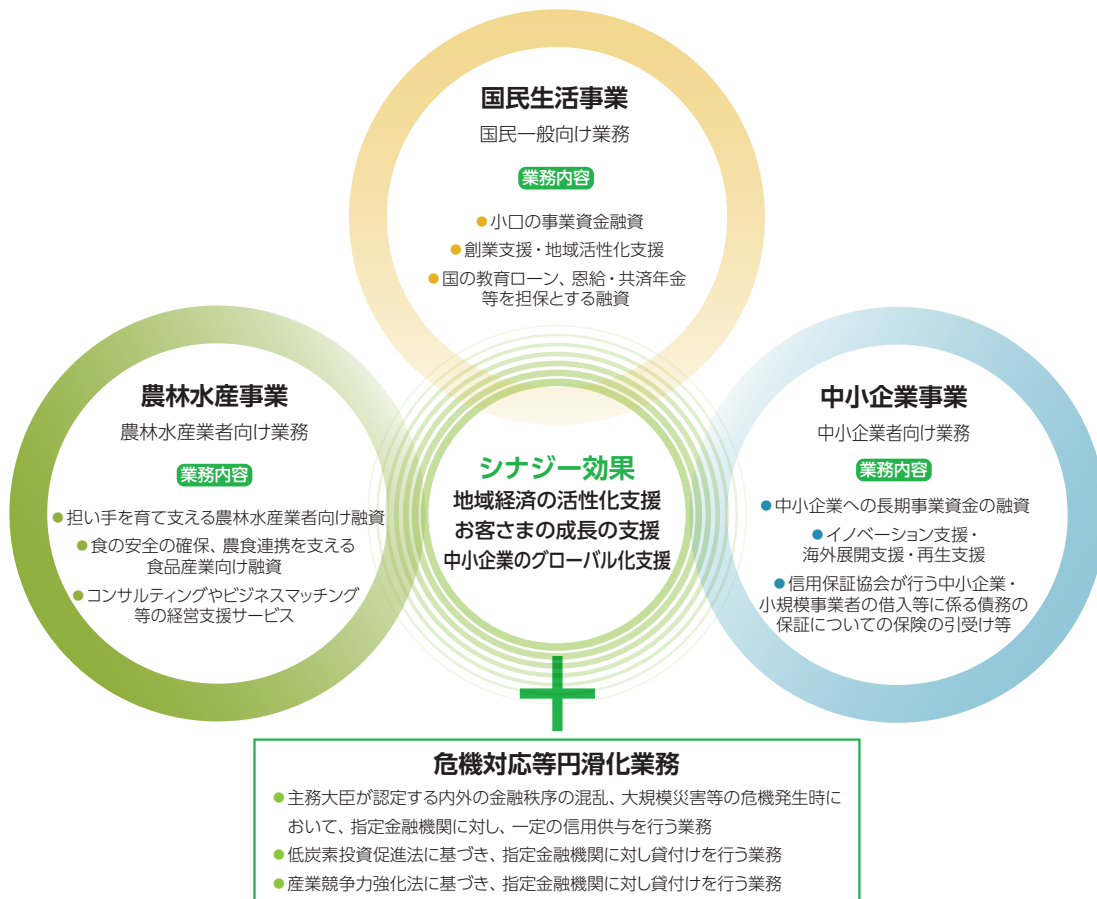 国民生活事業
国民一般向け業務
業務内容
●小口の事業資金融資
●創業支援・地域活性化支援
●国の教育ローン、恩給・共済年金
等を担保とする融資
農林水産事業
農林水産業者向け業務
業務内容
●担い手を育て支える農林水産業者向け融資
●食の安全の確保、農食連携を支える
食品産業向け融資
●コンサルティングやビジネスマッチング
等の経営支援サービス
シナジー効果
地域経済の活性化支援
お客さまの成長の支援
中小企業のグローバル化支援
中小企業事業
中小企業者向け業務
業務内容
●中小企業への長期事業資金の融資
●イノベーション支援・
海外展開支援・再生支援
●信用保証協会が行う中小企業・
小規模事業者の借入等に係る債務の
保証についての保険の引受け等
危機対応等円滑化業務
●主務大臣が認定する内外の金融秩序の混乱、大規模災害等の危機発生時に
おいて、指定金融機関に対し、一定の信用供与を行う業務
●低炭素投資促進法に基づき、指定金融機関に対し貸付けを行う業務
●産業競争力強化法に基づき、指定金融機関に対し貸付けを行う業務